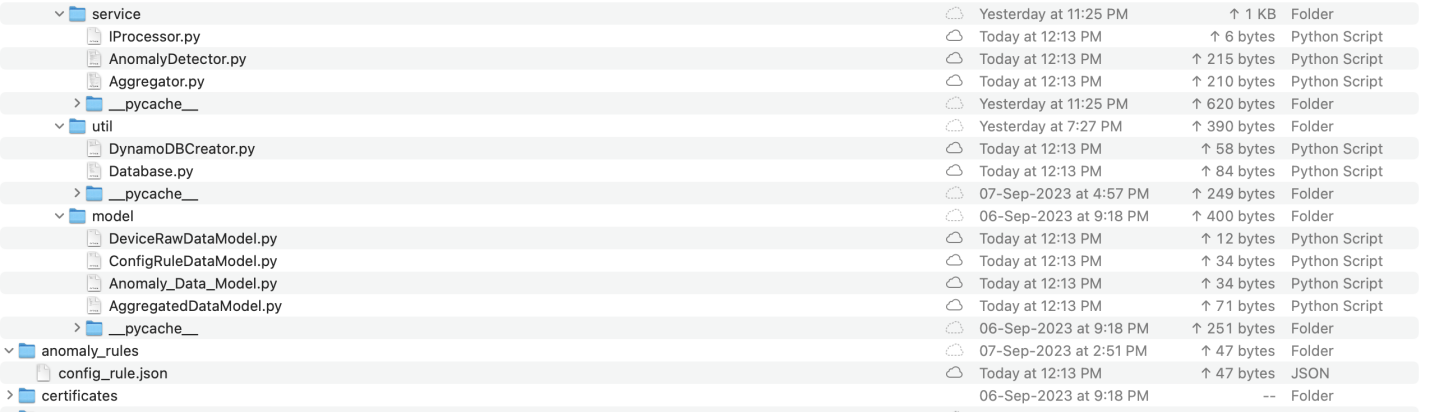 service Yesterday at 11:25 PM ↑ 1 KB Folder
IProcessor.py Today at 12:13 PM ↑ 6 bytes Python Script
AnomalyDetector.py Today at 12:13 PM ↑ 215 bytes Python Script
Aggregator.py Today at 12:13 PM ↑ 210 bytes Python Script
__pycache__ Yesterday at 11:25 PM ↑ 620 bytes Folder
util Yesterday at 7:27 PM ↑ 390 bytes Folder
DynamoDBCreator.py Today at 12:13 PM ↑ 58 bytes Python Script
Database.py Today at 12:13 PM ↑ 84 bytes Python Script
__pycache__ 07-Sep-2023 at 4:57 PM ↑ 249 bytes Folder
model 06-Sep-2023 at 9:18 PM ↑ 400 bytes Folder
DeviceRawDataModel.py Today at 12:13 PM ↑ 12 bytes Python Script
ConfigRuleDataModel.py Today at 12:13 PM ↑ 34 bytes Python Script
Anomaly_Data_Model.py Today at 12:13 PM ↑ 34 bytes Python Script
AggregatedDataModel.py Today at 12:13 PM ↑ 71 bytes Python Script
__pycache__ 06-Sep-2023 at 9:18 PM ↑ 251 bytes Folder
anomaly_rules 07-Sep-2023 at 2:51 PM ↑ 47 bytes Folder
config_rule.json Today at 12:13 PM ↑ 47 bytes JSON
certificates 06-Sep-2023 at 9:18 PM -- Folder